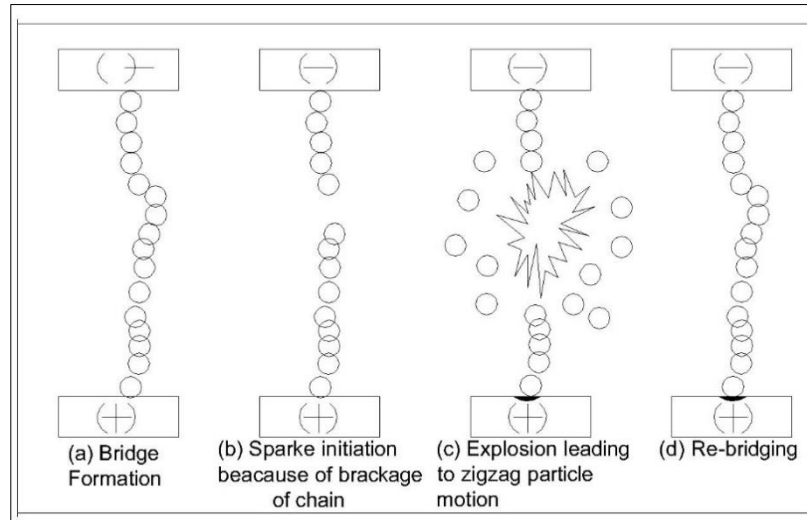 (−)
(−)
(−)
(−)
(+)
(+)
(+)
(+)
(a) Bridge
Formation
(b) Sparke initiation
beacause of brackage
of chain
(c) Explosion leading
to zigzag particle
motion
(d) Re-bridging